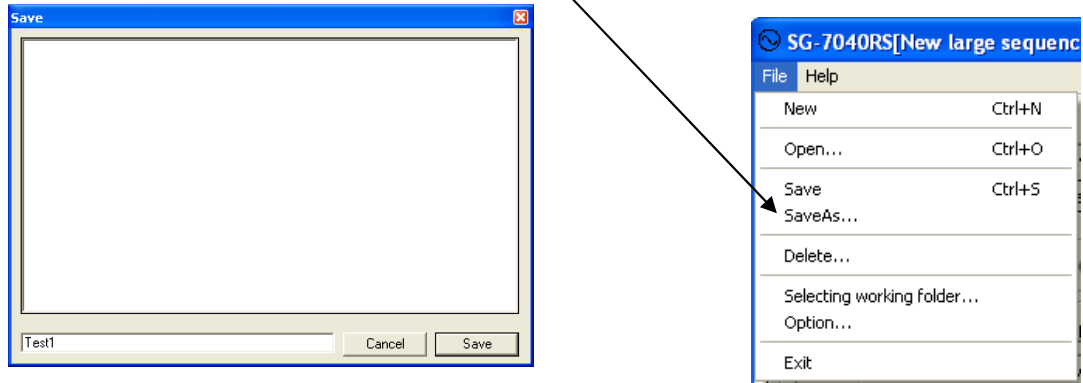 Save
Test1
Cancel Save
SG-7040RS[New large sequenc
File Help
New Ctrl+N
Open... Ctrl+O
Save Ctrl+S
SaveAs...
Delete...
Selecting working folder...
Option...
Exit